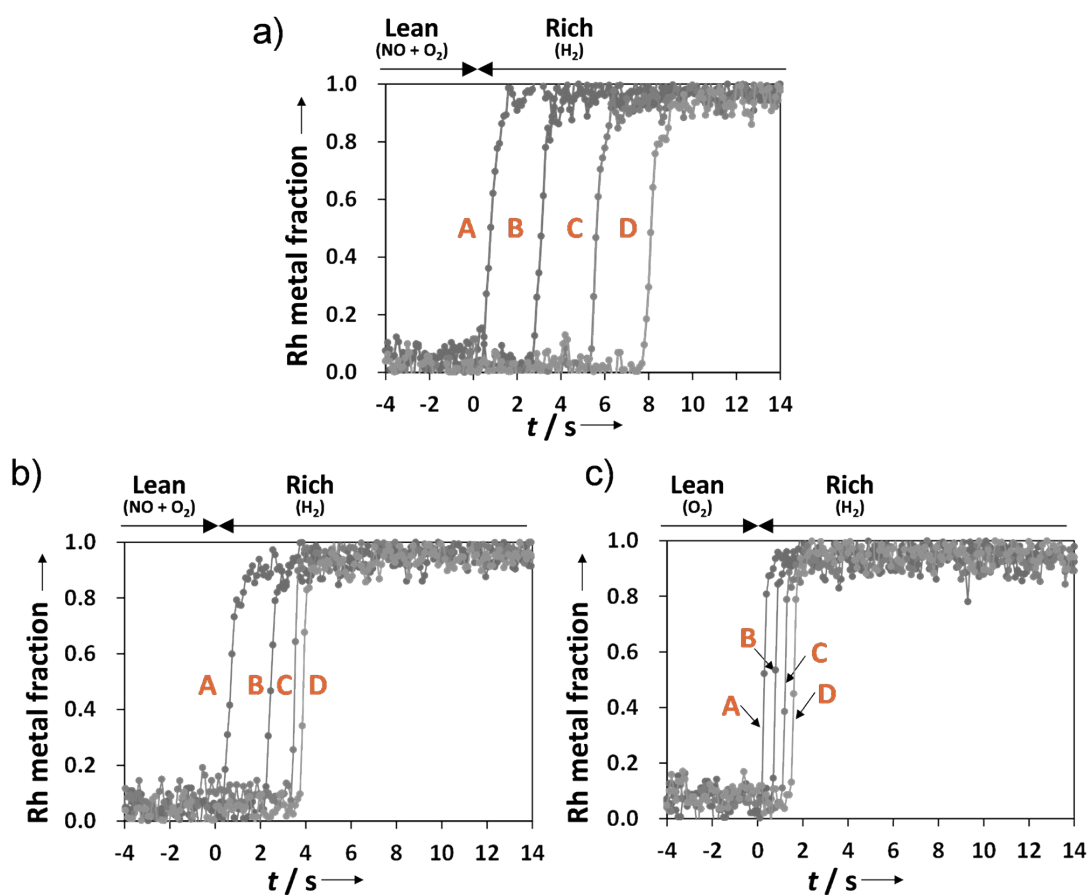 a)
Lean Rich
(NO + O₂) (H₂)
Rh metal fraction
1.0
0.8
0.6
0.4
0.2
0.0
A B C D
-4 -2 0 2 4 6 8 10 12 14
t / s
b)
Lean Rich
(NO + O₂) (H₂)
Rh metal fraction
1.0
0.8
0.6
0.4
0.2
0.0
A B C D
-4 -2 0 2 4 6 8 10 12 14
t / s
c)
Lean Rich
(O₂) (H₂)
Rh metal fraction
1.0
0.8
0.6
0.4
0.2
0.0
B
C
A
D
-4 -2 0 2 4 6 8 10 12 14
t / s